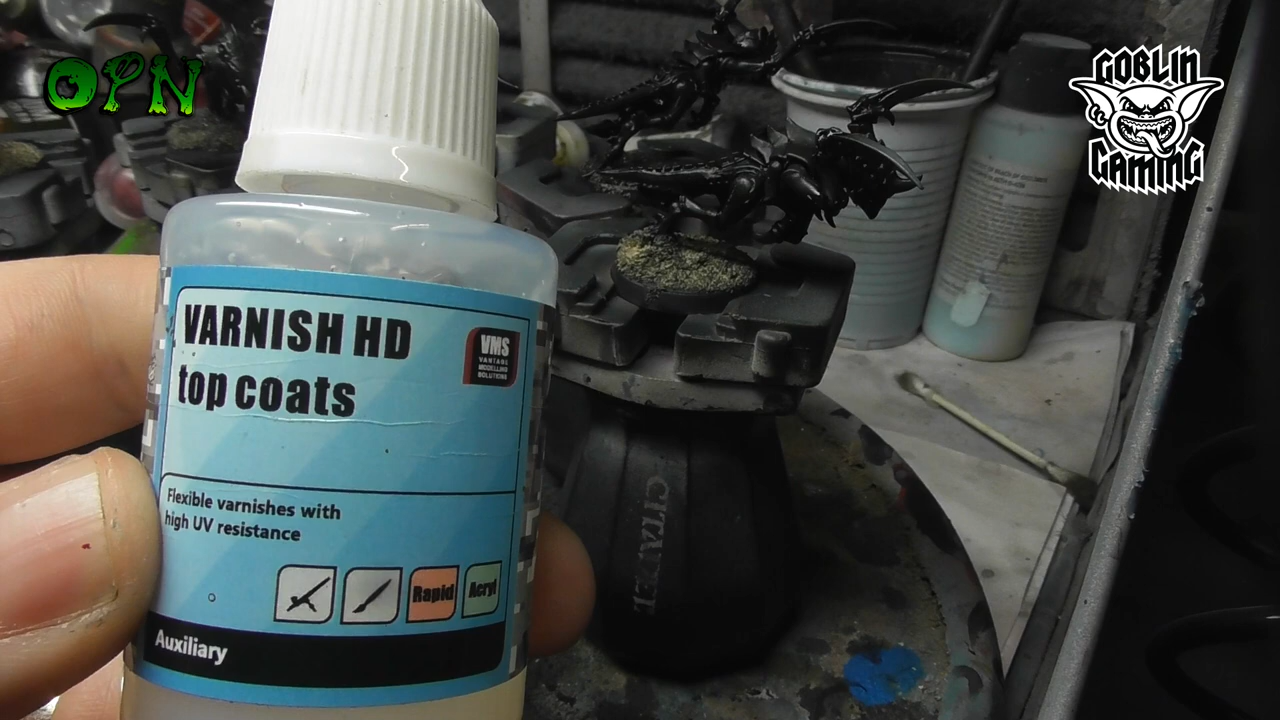 OPN
GOBLIN
GAMING
VARNISH HD
top coats
VMS
VANTAGE
MODELLING
SOLUTIONS
Flexible varnishes with
high UV resistance
Rapid
Acryl
Auxiliary
CITADEL